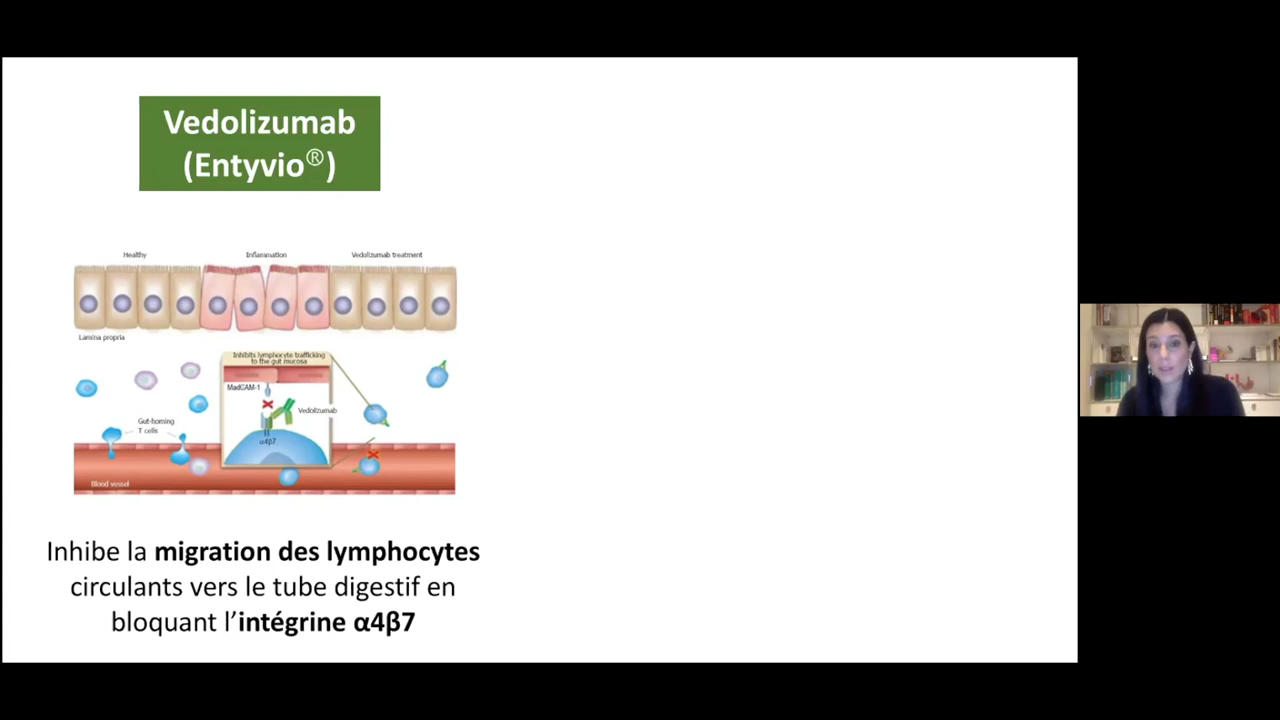 Vedolizumab
(Entyvio®)
Healthy
Inflammation
Vedolizumab treatment
Lamina propria
Inhibits lymphocyte trafficking
to the gut mucosa
MadCAM-1
Vedolizumab
α4β7
Gut-homing
T cells
Blood vessel
Inhibe la migration des lymphocytes
circulants vers le tube digestif en
bloquant l’intégrine α4β7